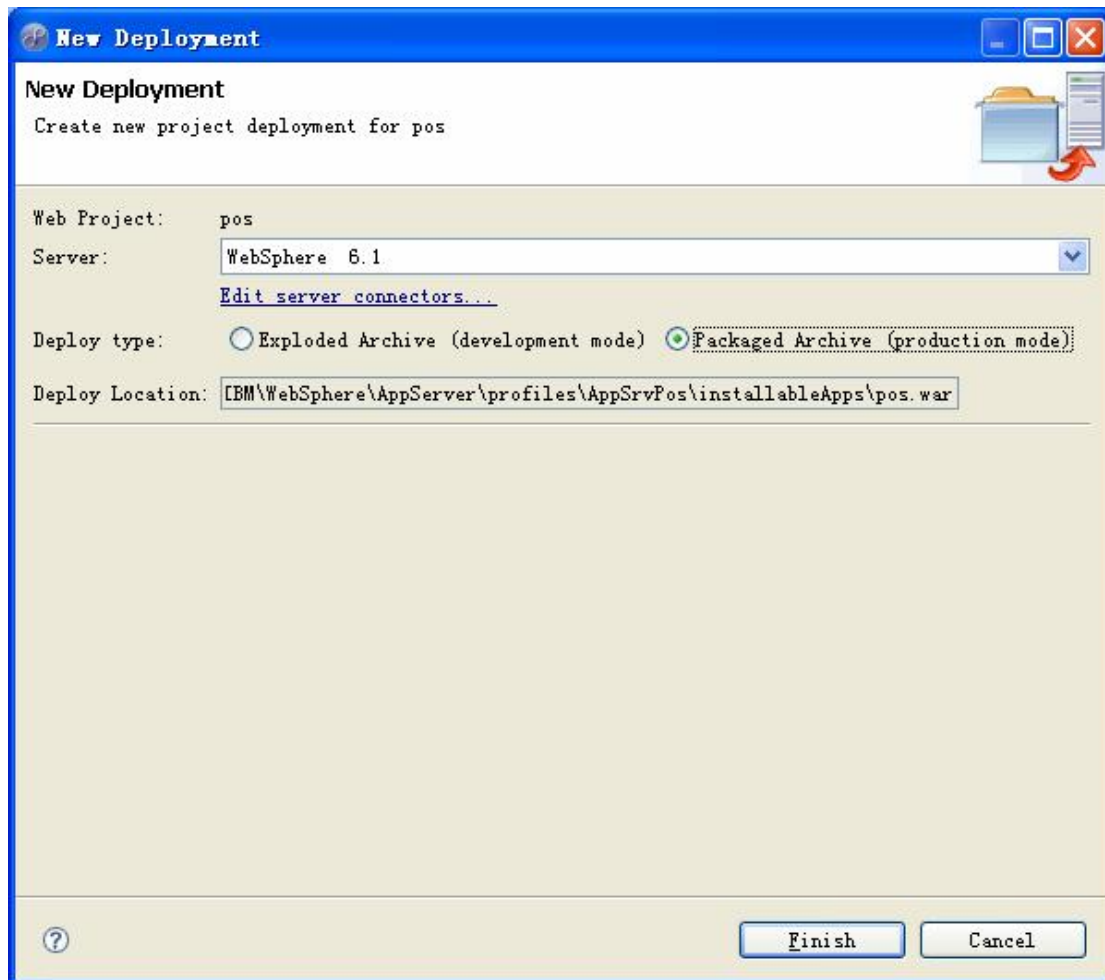 New Deployment
New Deployment
Create new project deployment for pos
Web Project: pos
Server: WebSphere 6.1
Edit server connectors...
Deploy type: Exploded Archive (development mode) Packaged Archive (production mode)
Deploy Location: IBM\WebSphere\AppServer\profiles\AppSrvPos\installableApps\pos.war
?
Finish Cancel